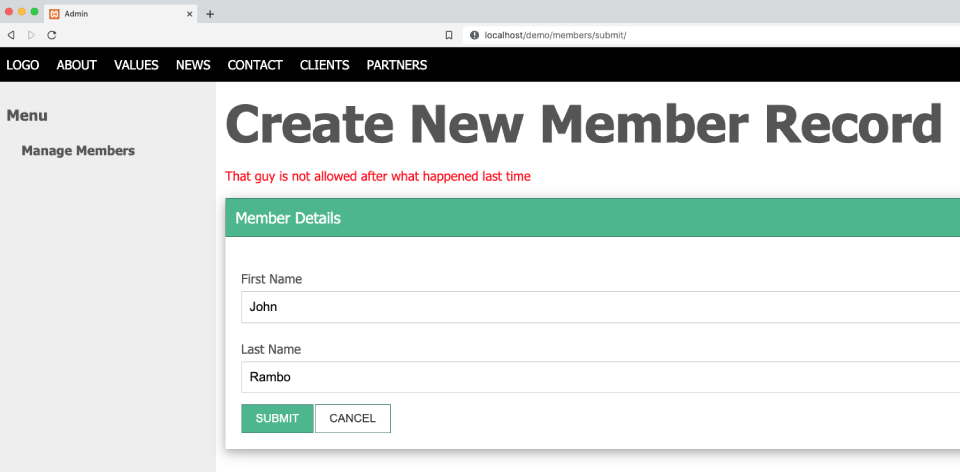 Admin
localhost/demo/members/submit/
LOGO ABOUT VALUES NEWS CONTACT CLIENTS PARTNERS
Menu
Manage Members
Create New Member Record
That guy is not allowed after what happened last time
Member Details
First Name
John
Last Name
Rambo
SUBMIT CANCEL